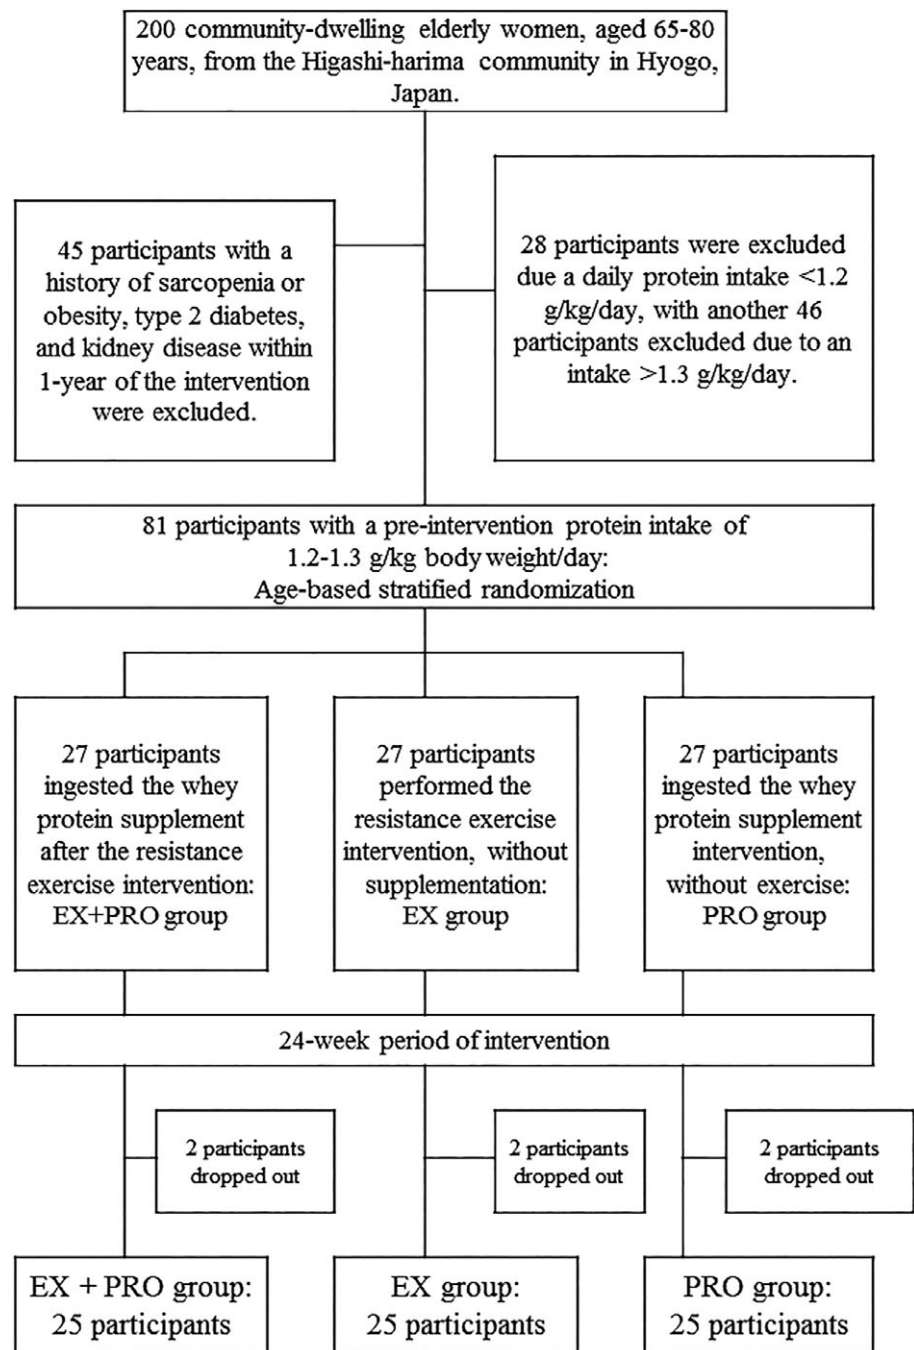 200 community-dwelling elderly women, aged 65-80
years, from the Higashi-harima community in Hyogo,
Japan.
45 participants with a
history of sarcopenia or
obesity, type 2 diabetes,
and kidney disease within
1-year of the intervention
were excluded.
28 participants were excluded
due a daily protein intake <1.2
g/kg/day, with another 46
participants excluded due to an
intake >1.3 g/kg/day.
81 participants with a pre-intervention protein intake of
1.2-1.3 g/kg body weight/day:
Age-based stratified randomization
27 participants
ingested the whey
protein supplement
after the resistance
exercise intervention:
EX+PRO group
27 participants
performed the
resistance exercise
intervention, without
supplementation:
EX group
27 participants
ingested the whey
protein supplement
intervention,
without exercise:
PRO group
24-week period of intervention
2 participants
dropped out
2 participants
dropped out
2 participants
dropped out
EX + PRO group:
25 participants
EX group:
25 participants
PRO group:
25 participants